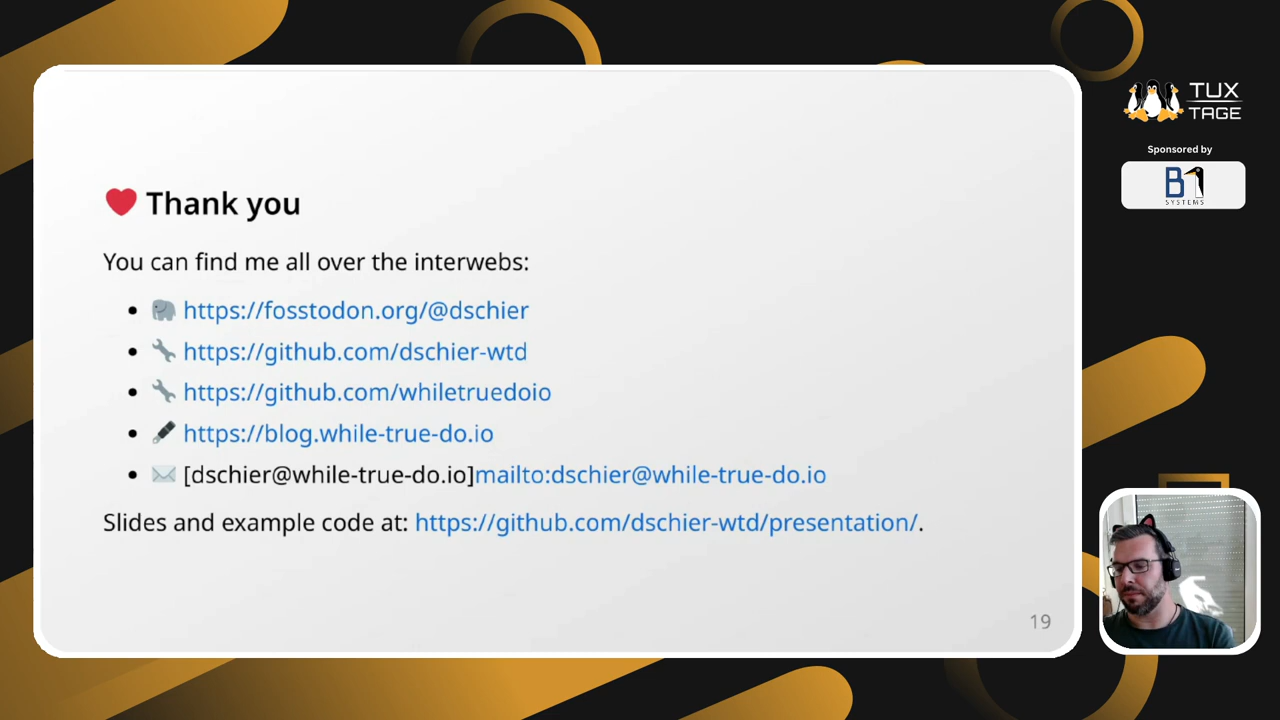 ❤️ Thank you
You can find me all over the interwebs:
https://fosstodon.org/@dschier
https://github.com/dschier-wtd
https://github.com/whiletruedoio
https://blog.while-true-do.io
[dschier@while-true-do.io]mailto:dschier@while-true-do.io
Slides and example code at: https://github.com/dschier-wtd/presentation/.
19
TUX
TAGE
Sponsored by
B1
SYSTEMS